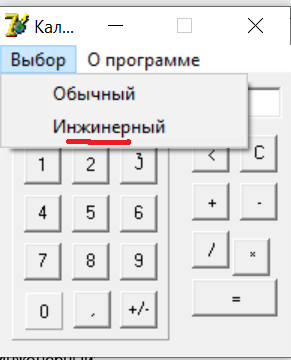 Кал...
Выбор О программе
Обычный
Инжинерный
1 2 3 < C
4 5 6 + -
7 8 9 / *
0 , +/- =